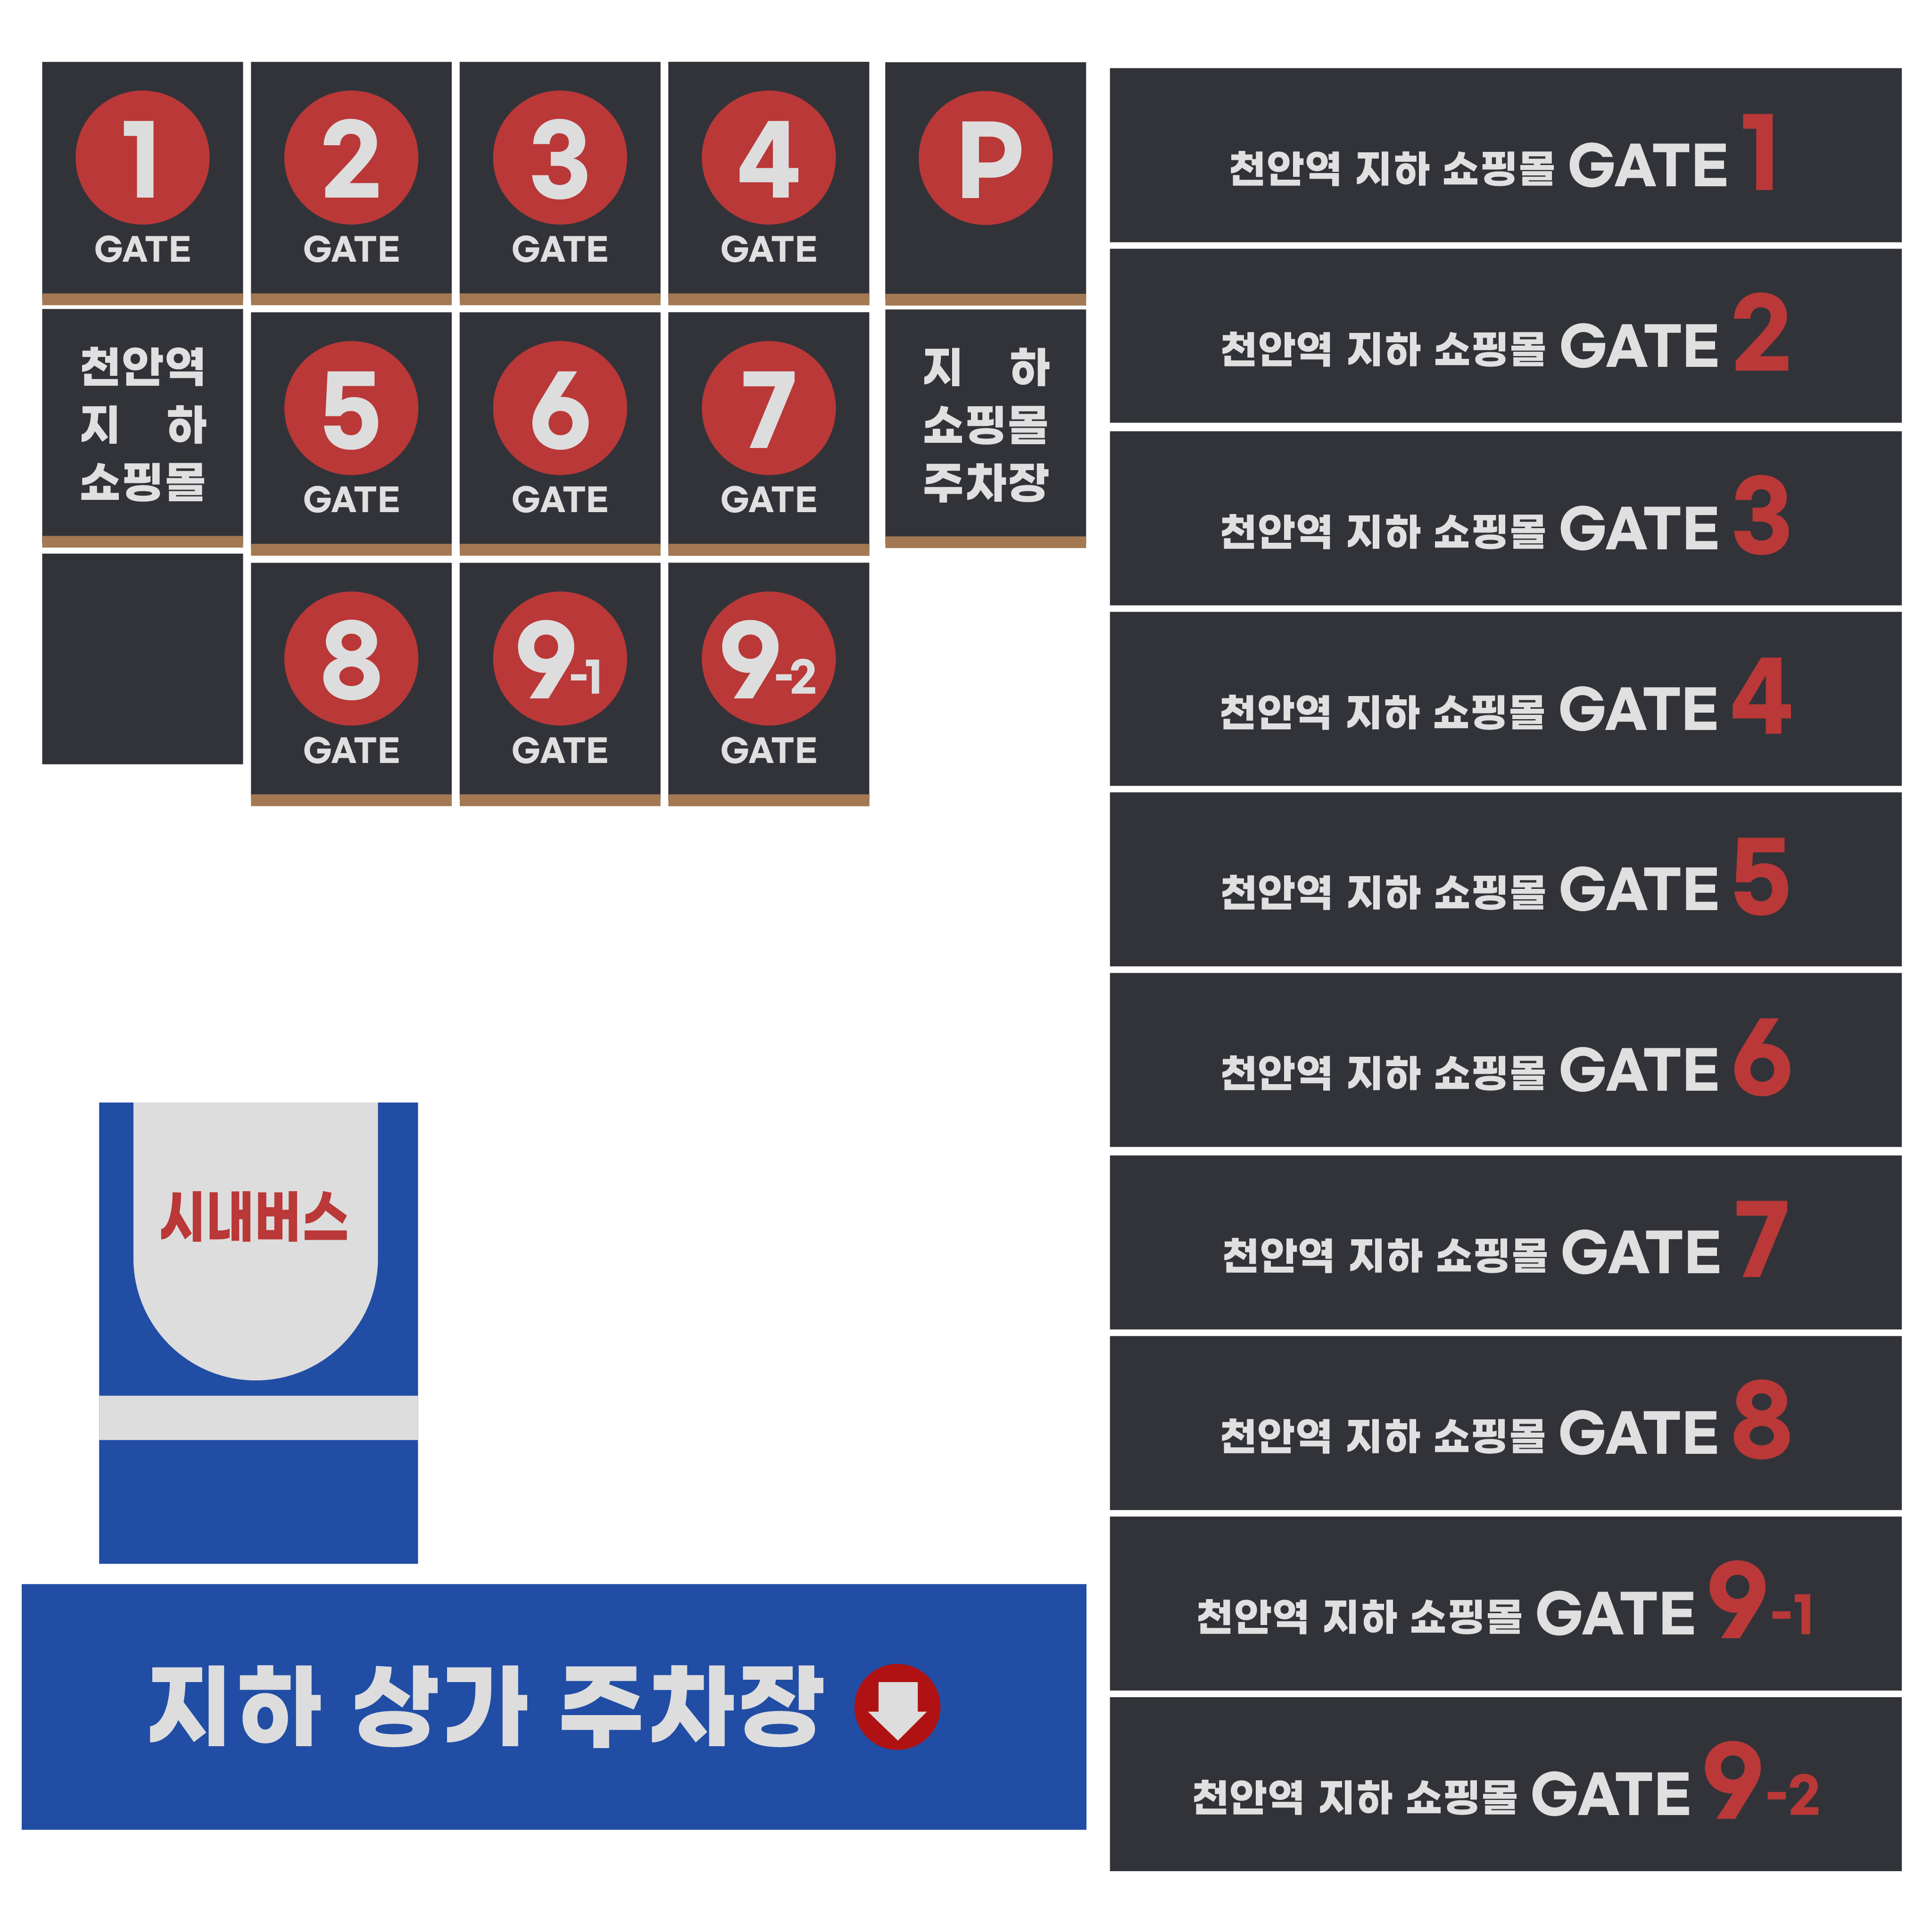 1
GATE
2
GATE
3
GATE
4
GATE
P
천안역
지 하
쇼핑몰
5
GATE
6
GATE
7
GATE
지 하
쇼핑몰
주차장
8
GATE
9-1
GATE
9-2
GATE
시내버스
지하 상가 주차장
천안역 지하 쇼핑몰 GATE 1
천안역 지하 쇼핑몰 GATE 2
천안역 지하 쇼핑몰 GATE 3
천안역 지하 쇼핑몰 GATE 4
천안역 지하 쇼핑몰 GATE 5
천안역 지하 쇼핑몰 GATE 6
천안역 지하 쇼핑몰 GATE 7
천안역 지하 쇼핑몰 GATE 8
천안역 지하 쇼핑몰 GATE 9-1
천안역 지하 쇼핑몰 GATE 9-2